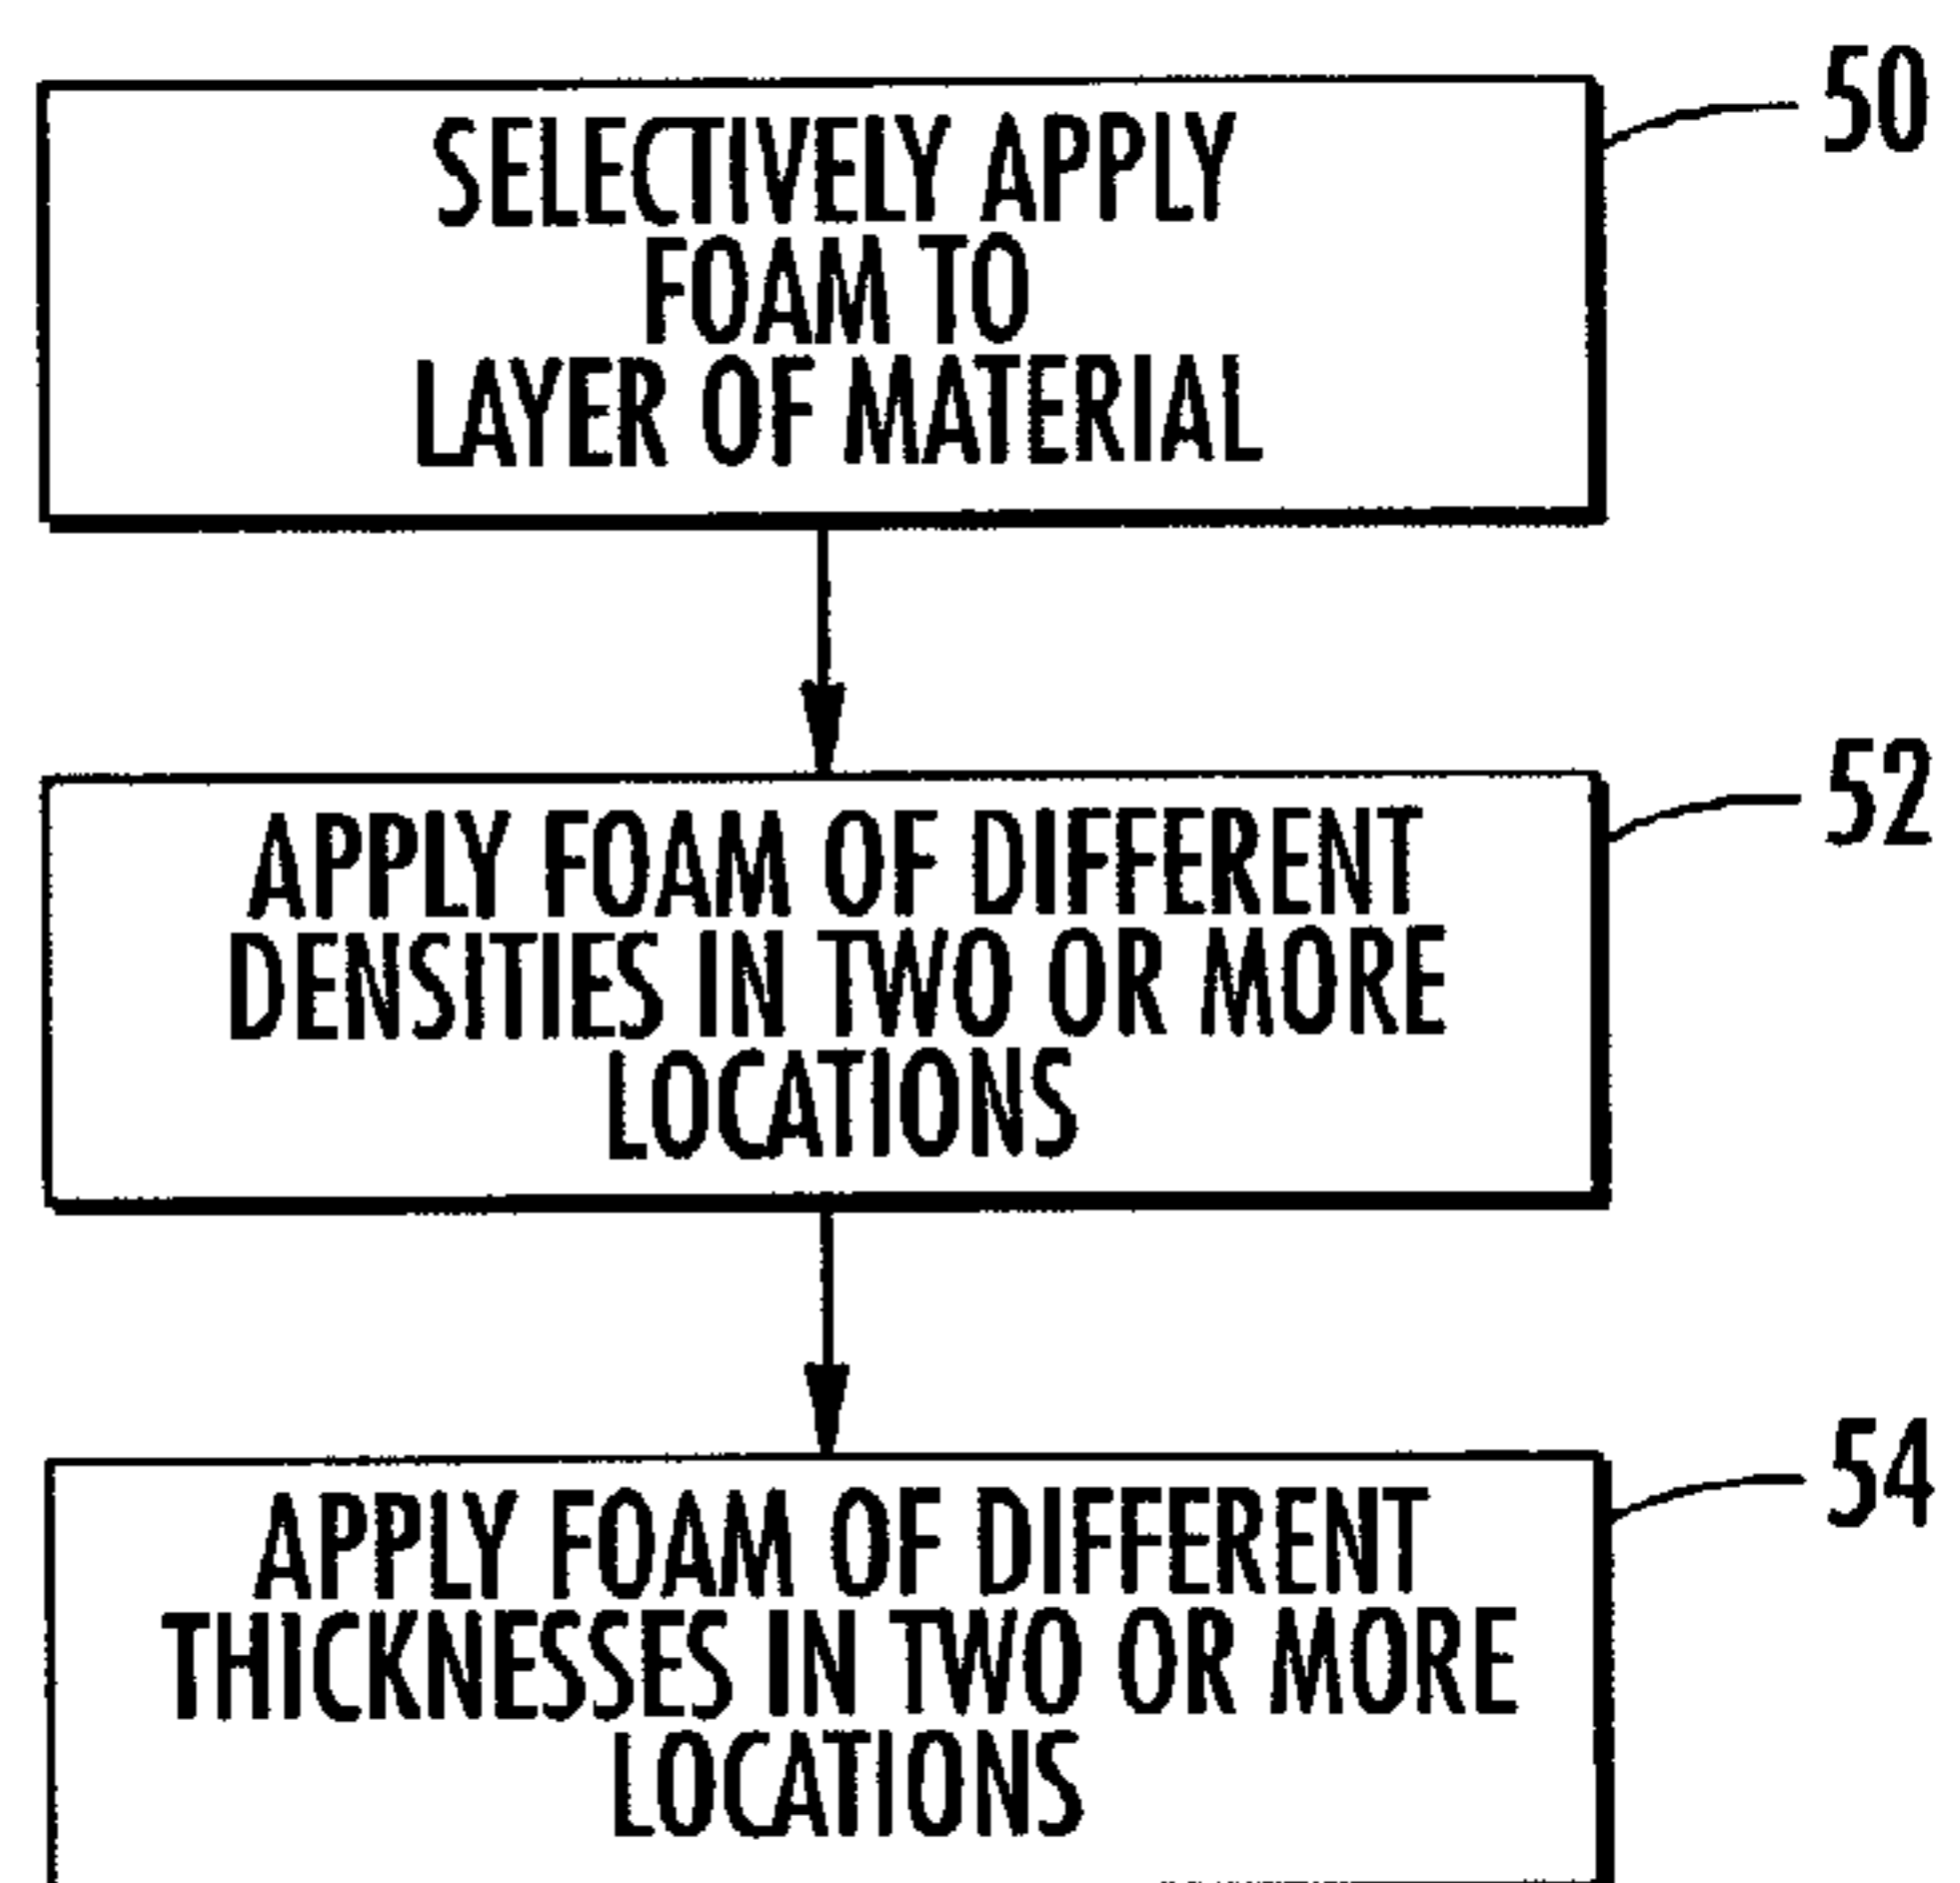 SELECTIVELY APPLY
FOAM TO
LAYER OF MATERIAL
50
APPLY FOAM OF DIFFERENT
DENSITIES IN TWO OR MORE
LOCATIONS
52
APPLY FOAM OF DIFFERENT
THICKNESSES IN TWO OR MORE
LOCATIONS
54